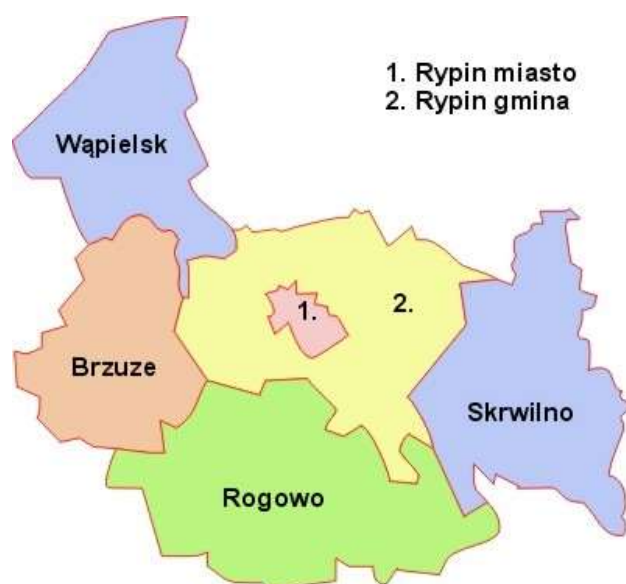 1. Rypin miasto
2. Rypin gmina
Wąpielsk
1.
2.
Brzuze
Skrwilno
Rogowo